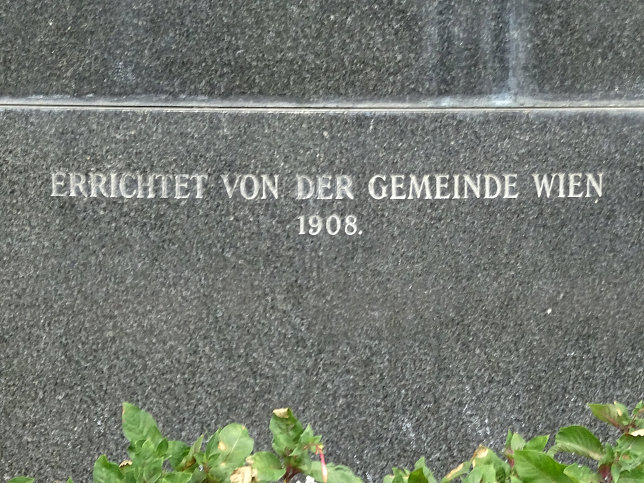 ERRICHTET VON DER GEMEINDE WIEN
1908.